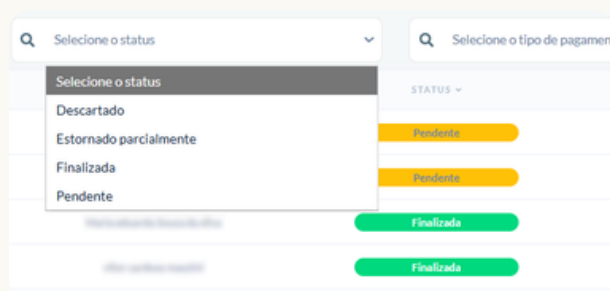 Selecione o status
Selecione o tipo de pagamen
Selecione o status
STATUS
Descartado
Estornado parcialmente
Pendente
Finalizada
Pendente
Pendente
Finalizada
Finalizada